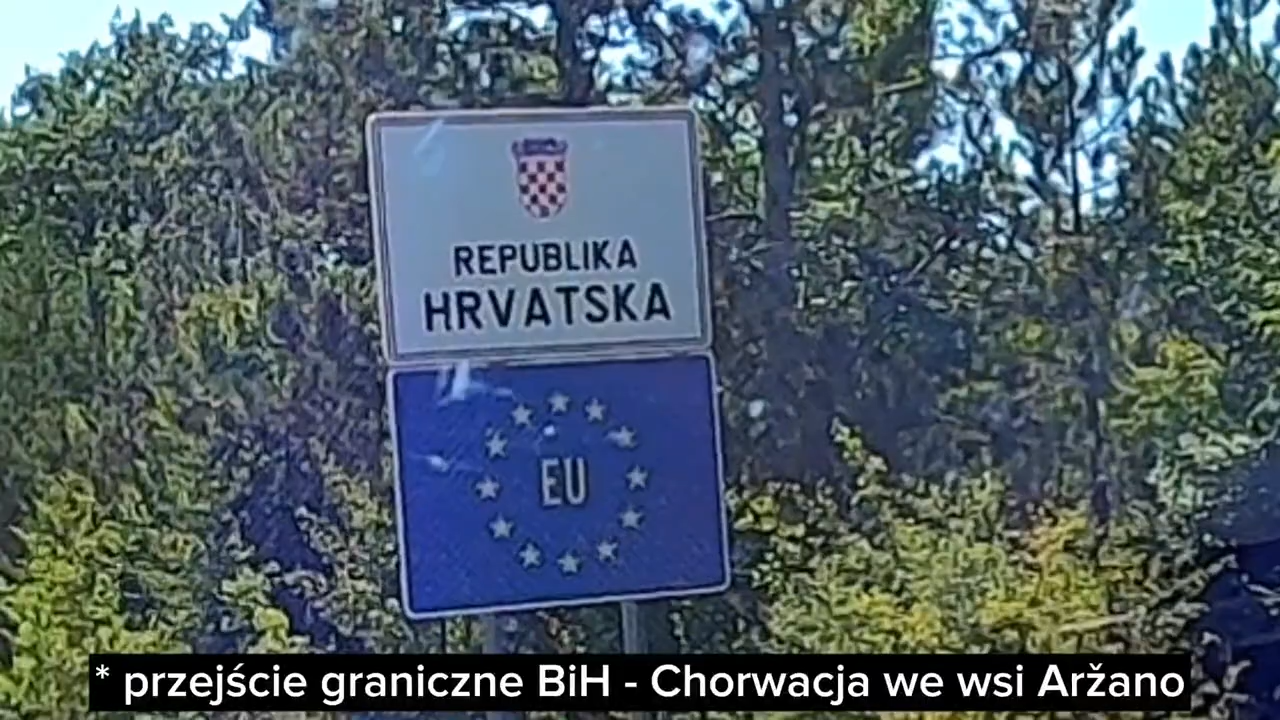 REPUBLIKA
HRVATSKA
EU
* przejście graniczne BiH - Chorwacja we wsi Aržano